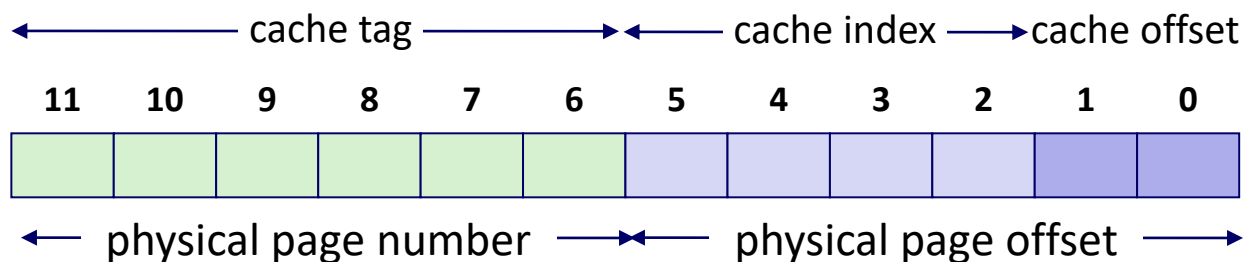 cache tag cache index cache offset
11 10 9 8 7 6 5 4 3 2 1 0
physical page number physical page offset